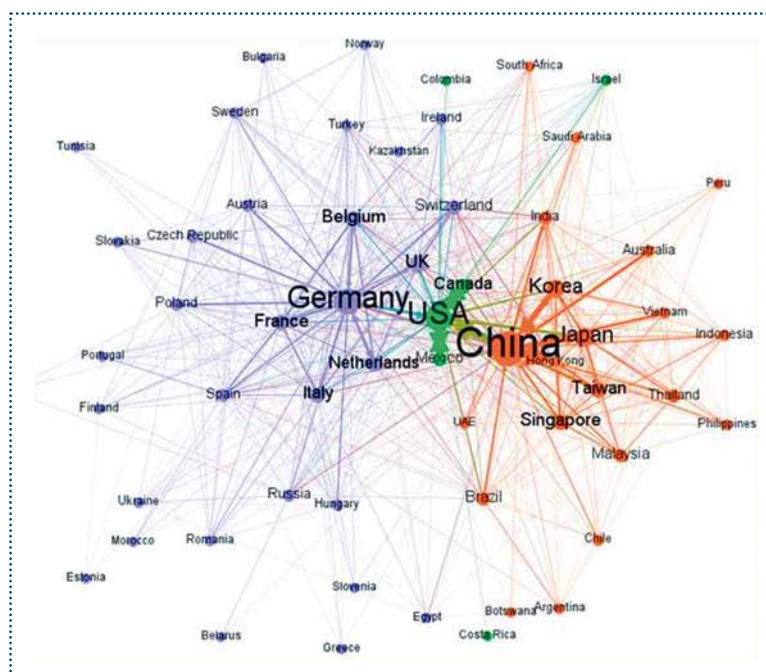 Norway
Bulgaria
South Africa
Colombia
Israel
Sweden
Ireland
Turkey
Saudi Arabia
Tunisia
Kazakhstan
Peru
Austria
Switzerland
Belgium
India
Czech Republic
Slovakia
Australia
UK
Canada
Korea
Germany
Poland
USA
Vietnam
France
Japan
Indonesia
China
Portugal
Mexico
Hong Kong
Netherlands
Taiwan
Spain
Italy
Thailand
Finland
Singapore
UAE
Philippines
Malaysia
Russia
Brazil
Ukraine
Hungary
Morocco
Romania
Chile
Estonia
Slovenia
Egypt
Botswana
Argentina
Belarus
Costa Rica
Greece